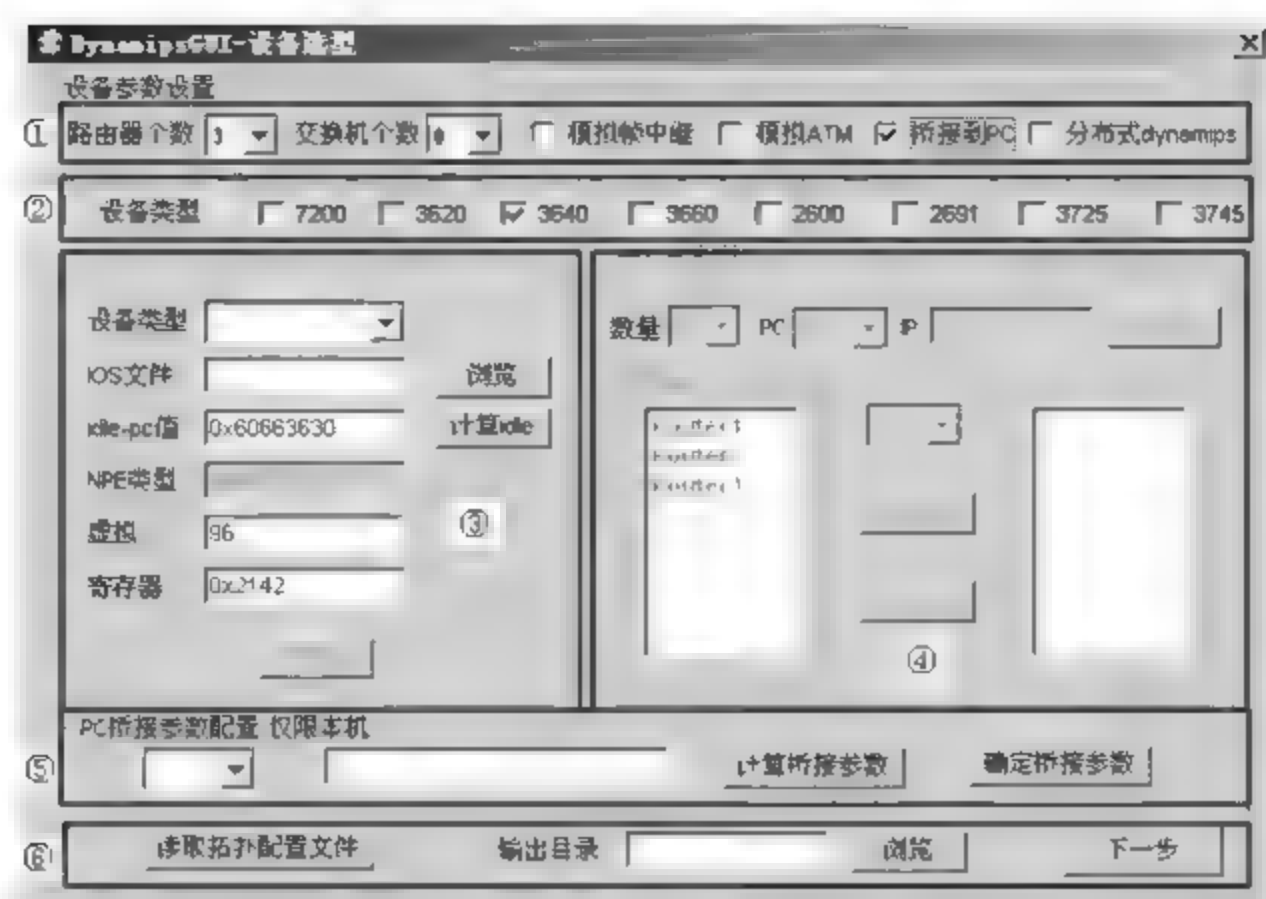 DynamipsGUI-设备选型
设备参数设置
① 路由器个数 3 交换机个数 0 模拟帧中继 模拟ATM 桥接到PC 分布式dynamips
② 设备类型 7200 3620 3640 3660 2600 2691 3725 3745
设备类型
IOS文件 浏览
idle-pc值 0x60663630 计算idle
NPE类型
虚拟 96
寄存器 0x2142
③
数量 PC IP
Router
④
PC桥接参数配置 仅限本机
⑤ 计算桥接参数 确定桥接参数
⑥ 读取拓扑配置文件 输出目录 浏览 下一步